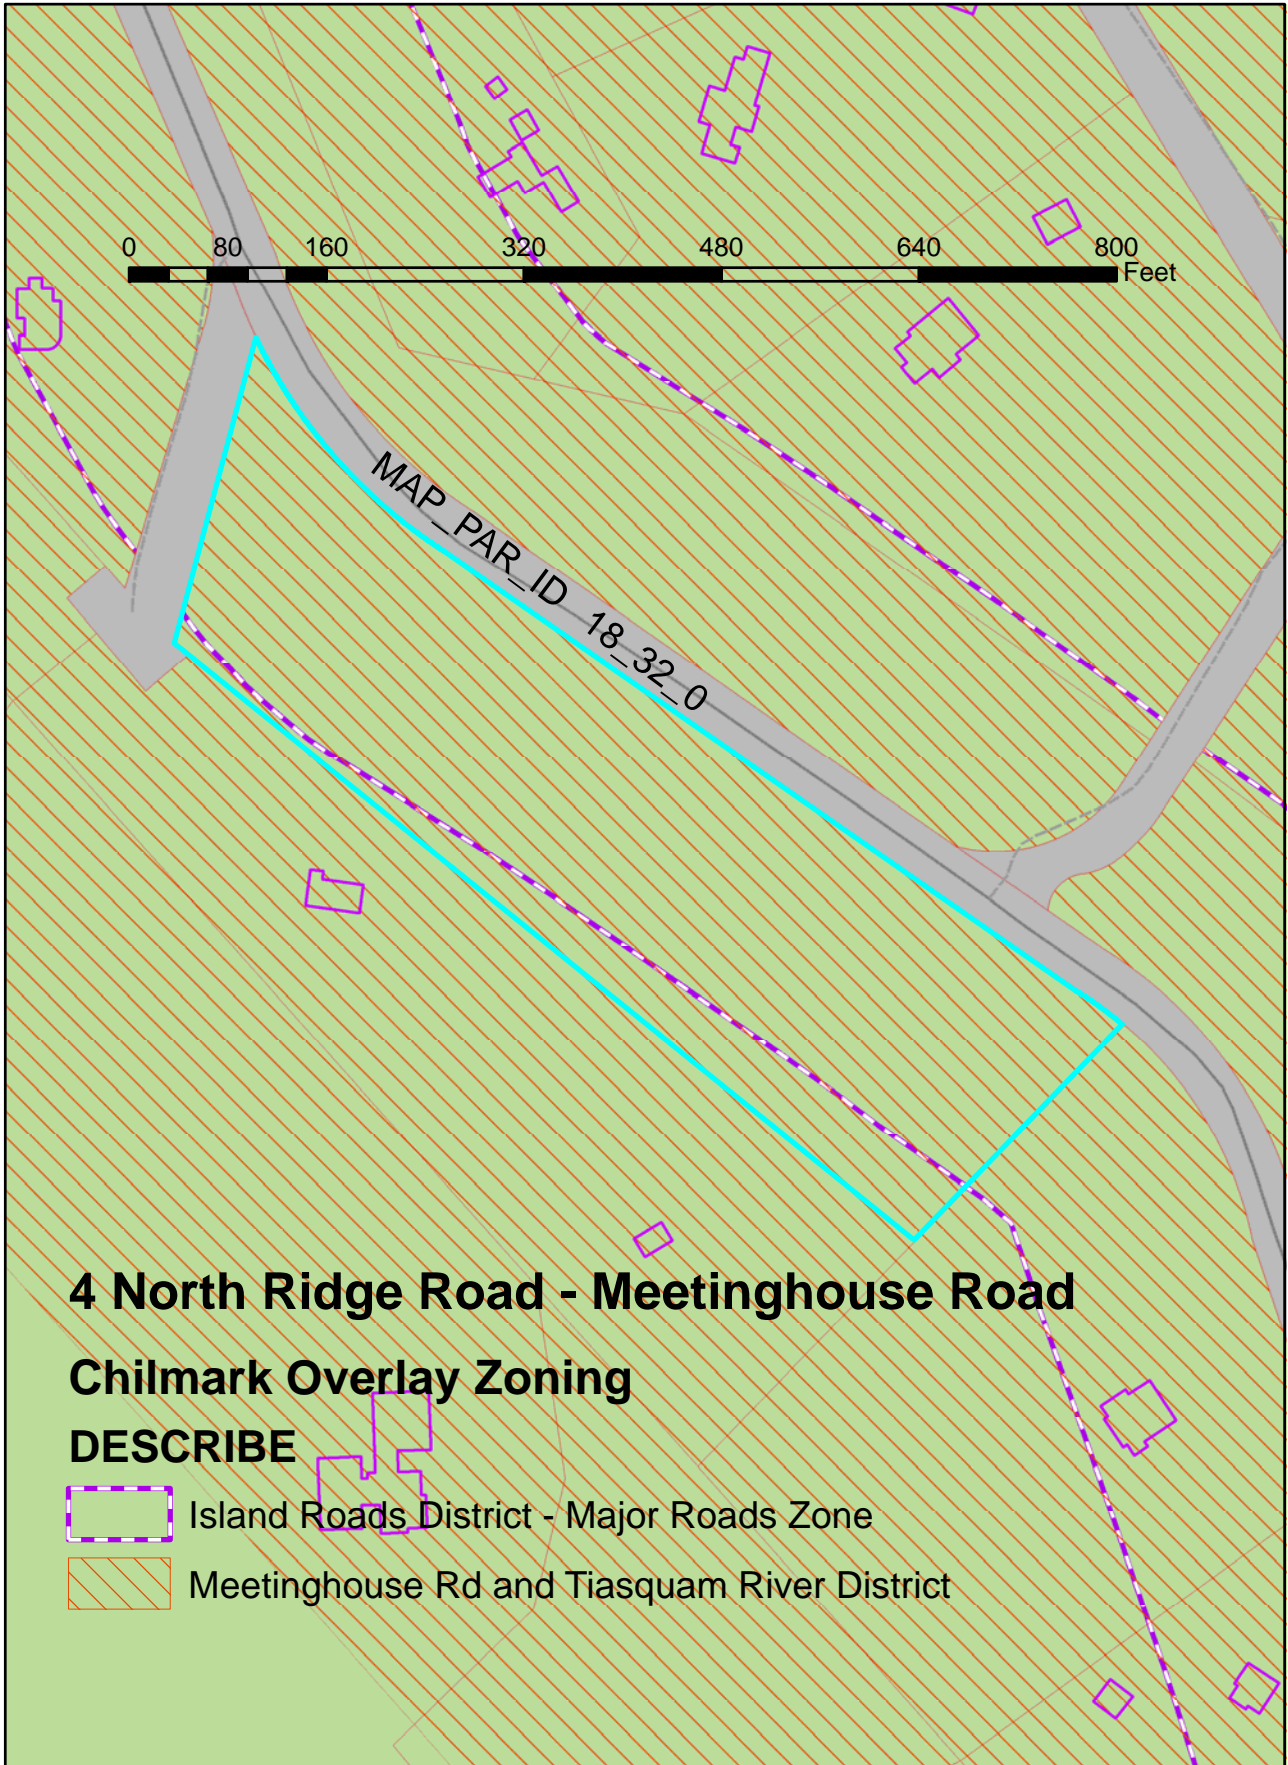 0 80 160 320 480 640 800
Feet
MAP_PAR_ID 18_32_0
4 North Ridge Road - Meetinghouse Road
Chilmark Overlay Zoning
DESCRIBE
Island Roads District - Major Roads Zone
Meetinghouse Rd and Tiasquam River District